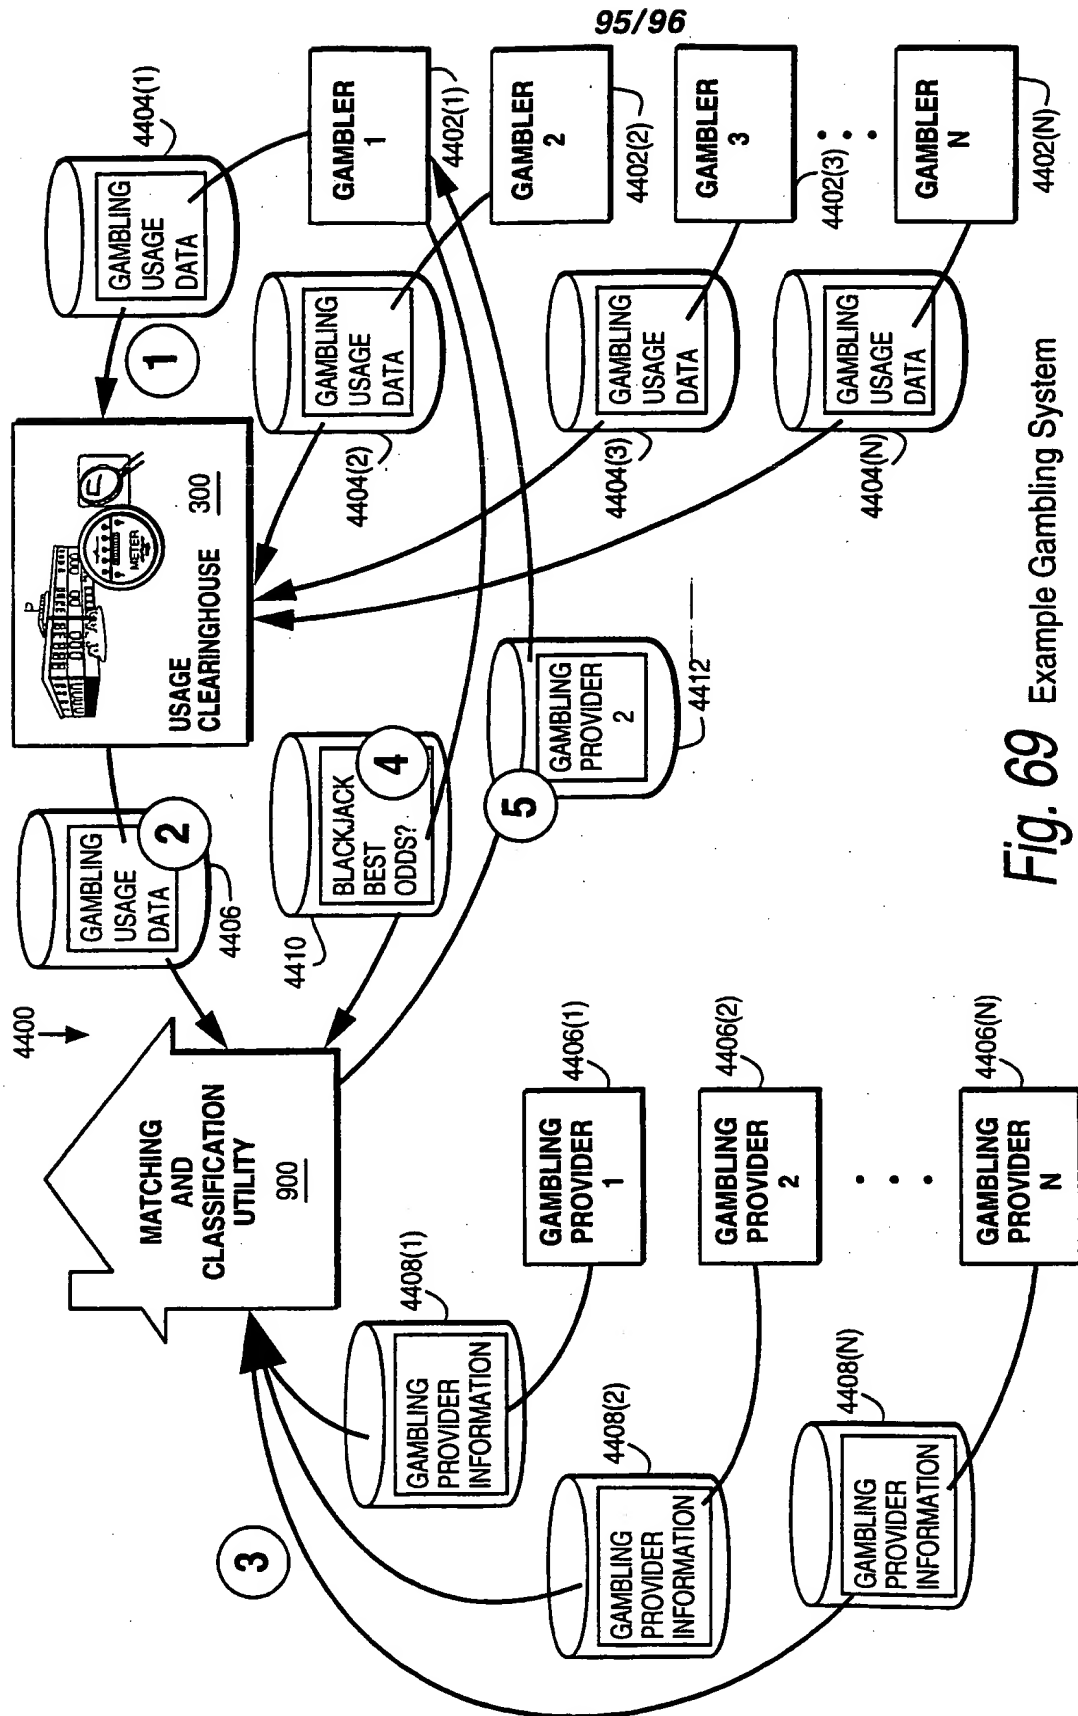 95/96
4400
MATCHING
AND
CLASSIFICATION
UTILITY
900
GAMBLING
USAGE
DATA
2
4406
USAGE
CLEARINGHOUSE
300
METER
1
GAMBLING
USAGE
DATA
4404(1)
GAMBLER
1
4402(1)
GAMBLING
USAGE
DATA
4404(2)
GAMBLER
2
4402(2)
GAMBLING
USAGE
DATA
4404(3)
GAMBLER
3
4402(3)
GAMBLING
USAGE
DATA
4404(N)
GAMBLER
N
4402(N)
BLACKJACK
BEST
ODDS?
4
4410
5
GAMBLING
PROVIDER
2
4412
3
GAMBLING
PROVIDER
INFORMATION
4408(1)
GAMBLING
PROVIDER
1
4406(1)
GAMBLING
PROVIDER
INFORMATION
4408(2)
GAMBLING
PROVIDER
2
4406(2)
GAMBLING
PROVIDER
INFORMATION
4408(N)
GAMBLING
PROVIDER
N
4406(N)
Fig. 69 Example Gambling System